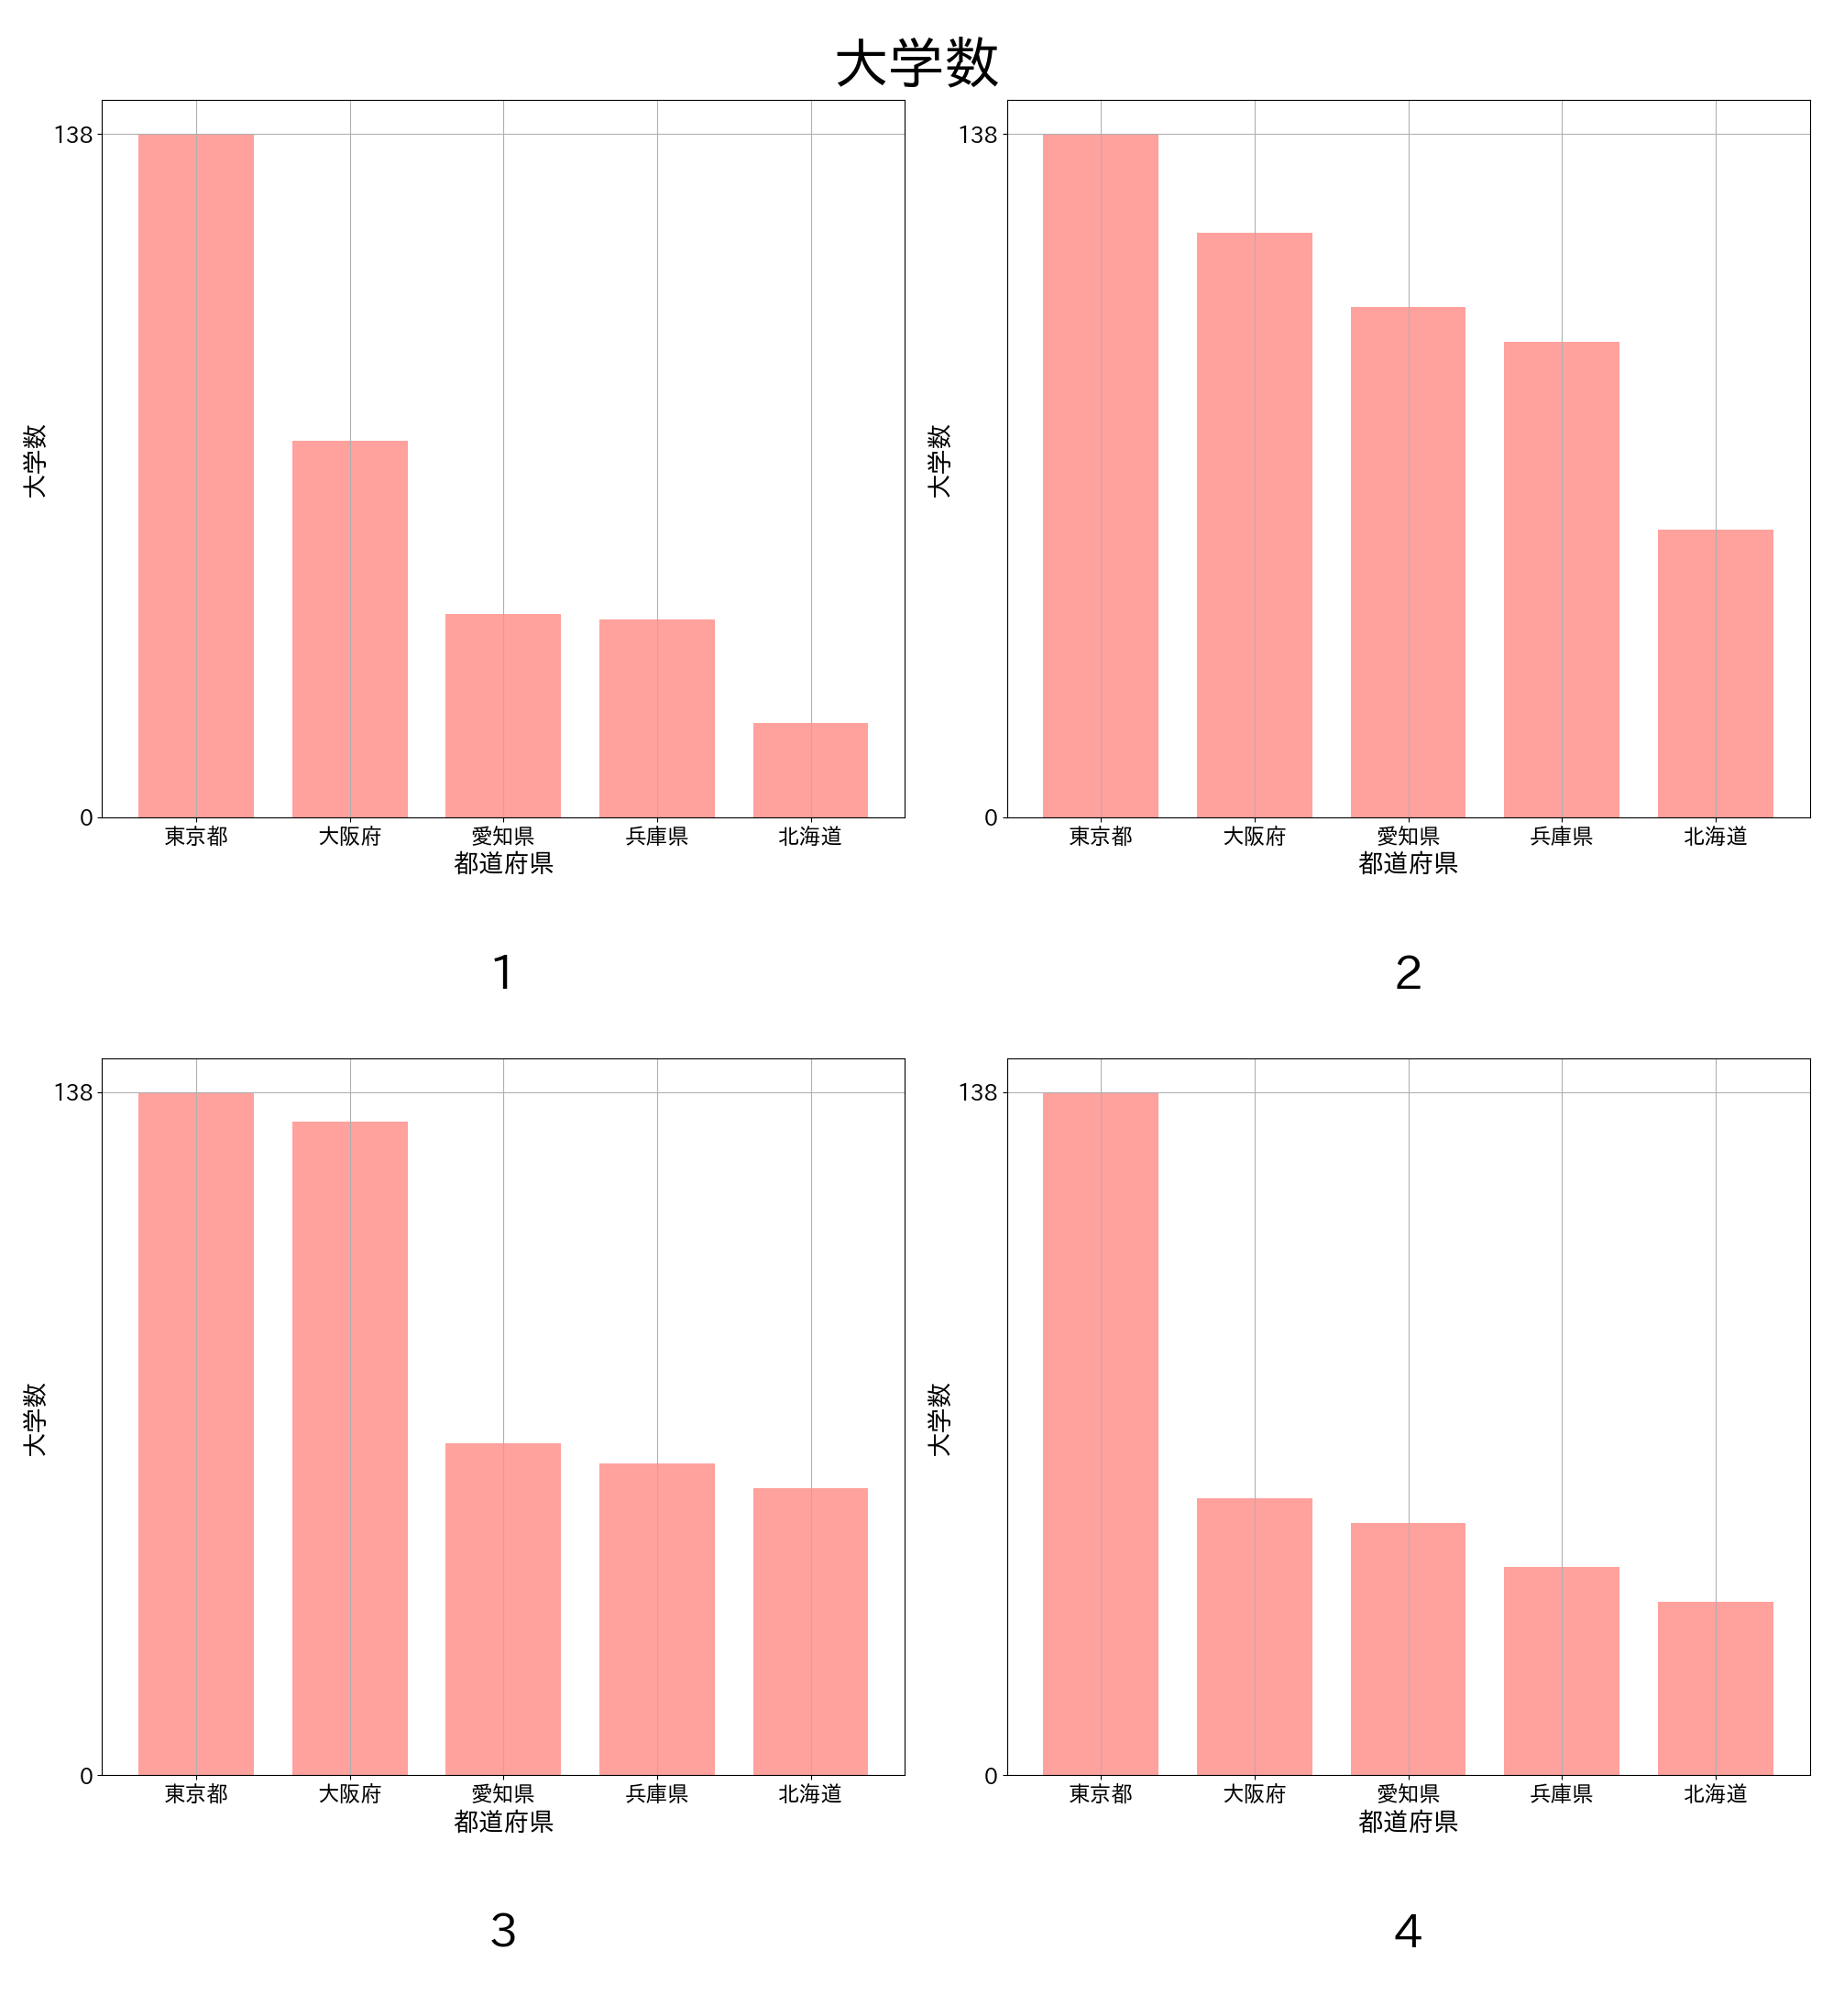 大学数
138
0
大学数
東京都 大阪府 愛知県 兵庫県 北海道
都道府県
1
138
0
大学数
東京都 大阪府 愛知県 兵庫県 北海道
都道府県
2
138
0
大学数
東京都 大阪府 愛知県 兵庫県 北海道
都道府県
3
138
0
大学数
東京都 大阪府 愛知県 兵庫県 北海道
都道府県
4